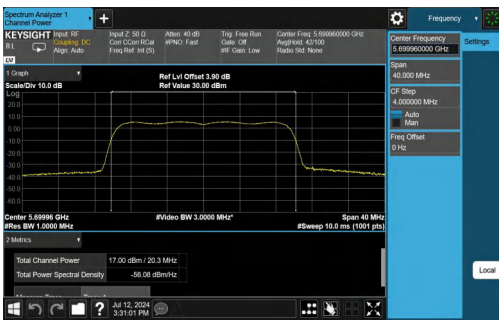 Spectrum Analyzer 1
Channel Power
Frequency
KEYSIGHT
RL
Input: RF
Coupling: DC
Align: Auto
Input Z: 50 Ω
Corr CCorr RCal
Freq Ref: Int (S)
Atten: 40 dB
#PNO: Fast
Trig: Free Run
Gate: Off
#IF Gain: Low
Center Freq: 5.699960000 GHz
Avg|Hold: 42/100
Radio Std: None
Center Frequency
5.699960000 GHz
Settings
Span
40.000 MHz
CF Step
4.000000 MHz
Auto
Man
Freq Offset
0 Hz
Local
1 Graph
Scale/Div 10.0 dB
Ref Lvl Offset 3.90 dB
Ref Value 30.00 dBm
Log
20.0
10.0
0.00
-10.0
-20.0
-30.0
-40.0
-50.0
-60.0
Center 5.69996 GHz
#Video BW 3.0000 MHz*
Span 40 MHz
#Res BW 1.0000 MHz
#Sweep 10.0 ms (1001 pts)
2 Metrics
Total Channel Power 17.00 dBm / 20.3 MHz
Total Power Spectral Density -56.08 dBm/Hz
Jul 12, 2024
3:31:01 PM